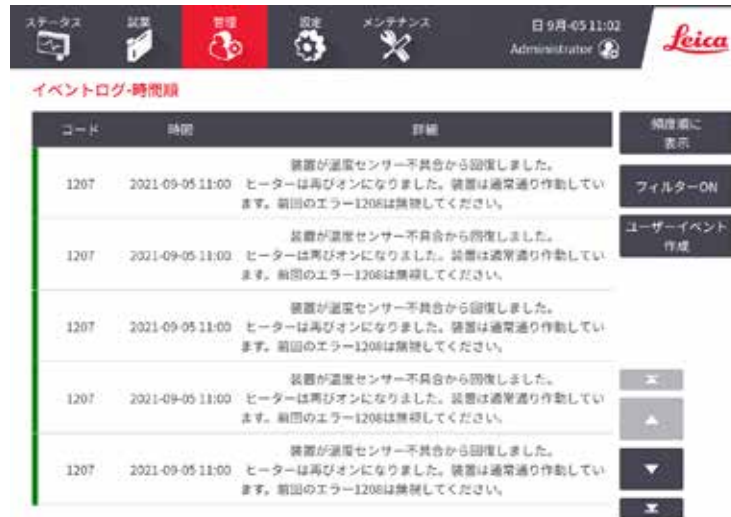 ステータス 試薬 管理 設定 メンテナンス
日 9月-05 11:02
Administrator
Leica
イベントログ-時間順
コード 時間 詳細
頻度順に
表示
フィルターON
ユーザーイベント
作成
装置が温度センサー不具合から回復しました。
1207 2021-09-05 11:00 ヒーターは再びオンになりました。装置は通常通り作動してい
ます。前回のエラー1208は無視してください。
装置が温度センサー不具合から回復しました。
1207 2021-09-05 11:00 ヒーターは再びオンになりました。装置は通常通り作動してい
ます。前回のエラー1208は無視してください。
装置が温度センサー不具合から回復しました。
1207 2021-09-05 11:00 ヒーターは再びオンになりました。装置は通常通り作動してい
ます。前回のエラー1208は無視してください。
装置が温度センサー不具合から回復しました。
1207 2021-09-05 11:00 ヒーターは再びオンになりました。装置は通常通り作動してい
ます。前回のエラー1208は無視してください。
装置が温度センサー不具合から回復しました。
1207 2021-09-05 11:00 ヒーターは再びオンになりました。装置は通常通り作動してい
ます。前回のエラー1208は無視してください。